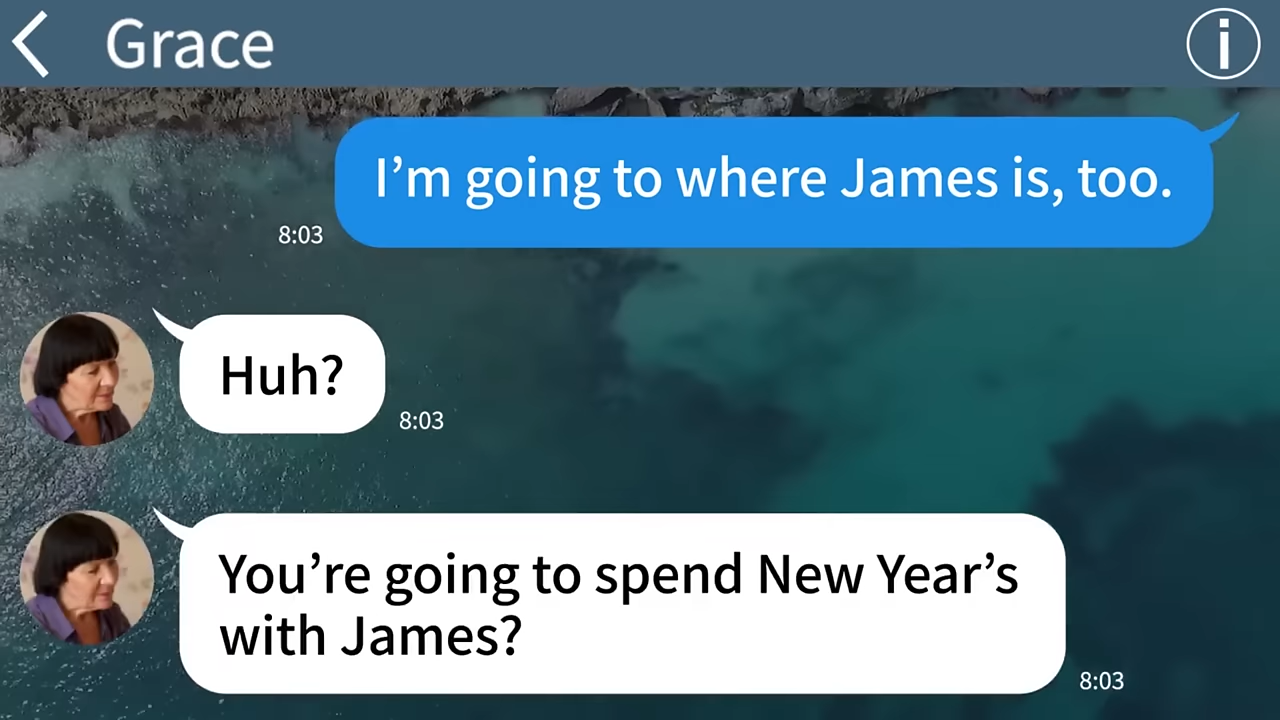 Grace
I’m going to where James is, too.
8:03
Huh?
8:03
You’re going to spend New Year’s
with James?
8:03